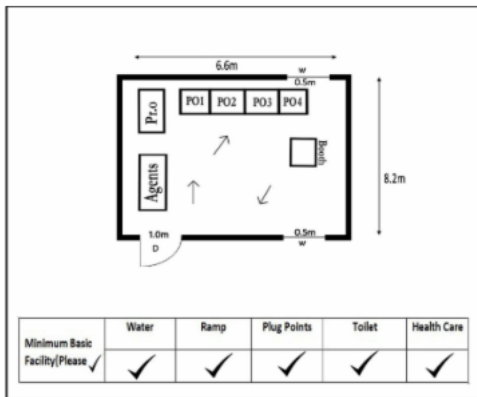 6.6m
w
0.5m
Pr.o
PO1 PO2 PO3 PO4
Booth
8.2m
Agents
1.0m
D
0.5m
w
Minimum Basic
Facility(Please ✓
Water Ramp Plug Points Toilet Health Care
✓ ✓ ✓ ✓ ✓